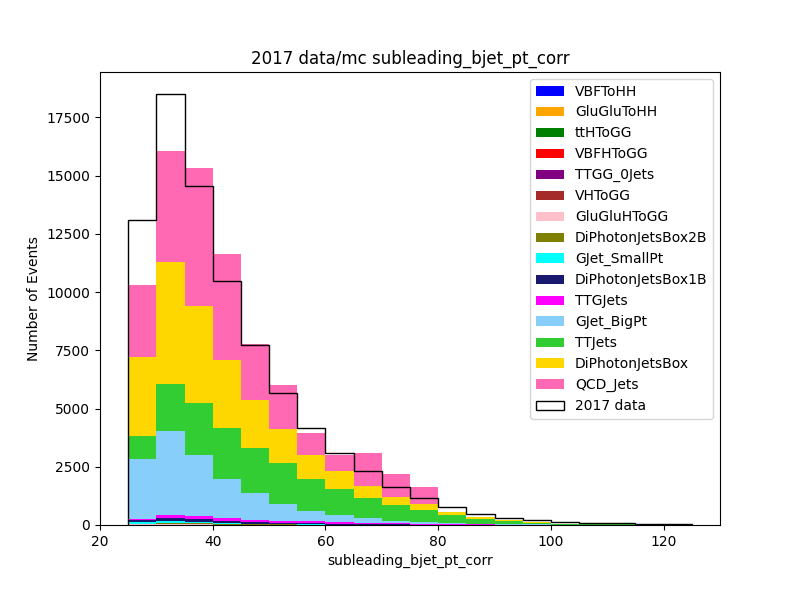 2017 data/mc subleading_bjet_pt_corr
Number of Events
17500
15000
12500
10000
7500
5000
2500
0
20
40
60
80
100
120
subleading_bjet_pt_corr
VBFToHH
GluGluToHH
ttHToGG
VBFHToGG
TTGG_0Jets
VHToGG
GluGluHToGG
DiPhotonJetsBox2B
GJet_SmallPt
DiPhotonJetsBox1B
TTGJets
GJet_BigPt
TTJets
DiPhotonJetsBox
QCD_Jets
2017 data